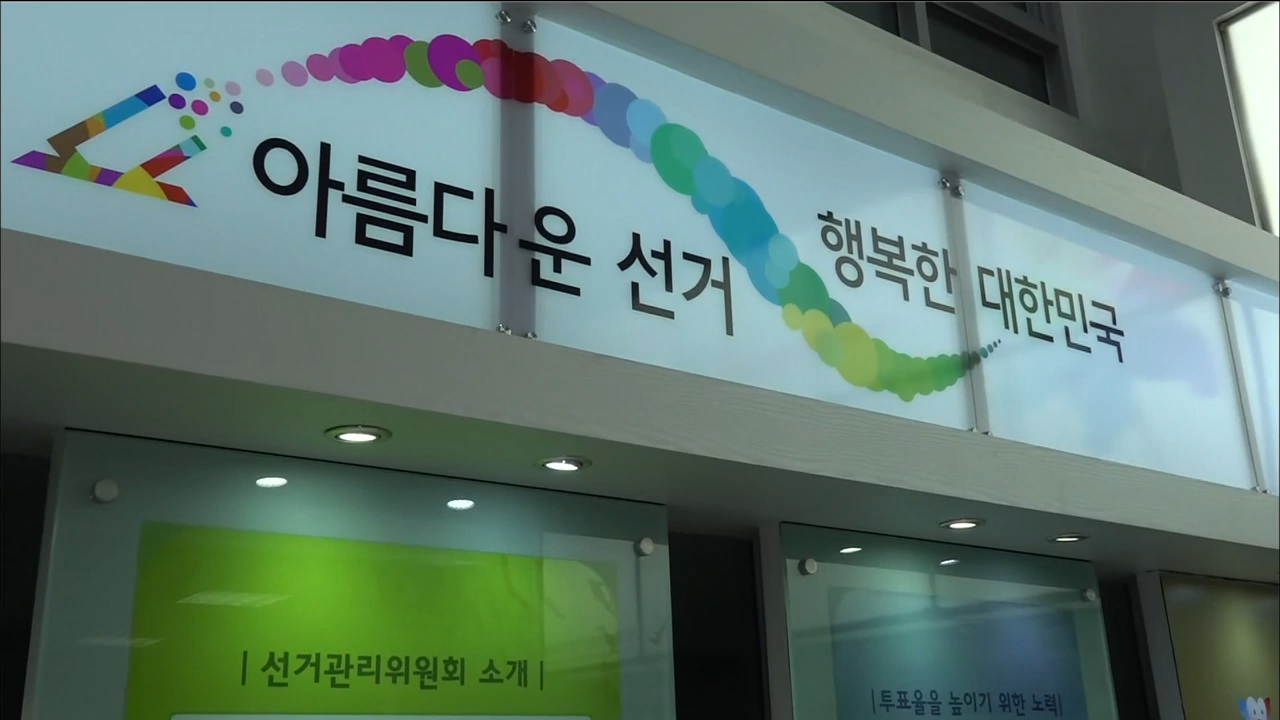 아름다운 선거 행복한 대한민국
| 선거관리위원회 소개 |
| 투표율을 높이기 위한 노력 |